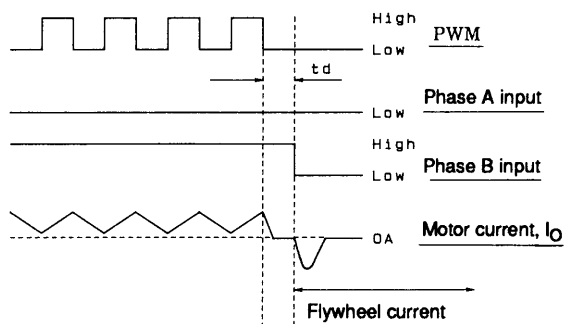 High
PWM
Low
td
Low
Phase A input
High
Phase B input
Low
OA
Motor current, IO
Flywheel current